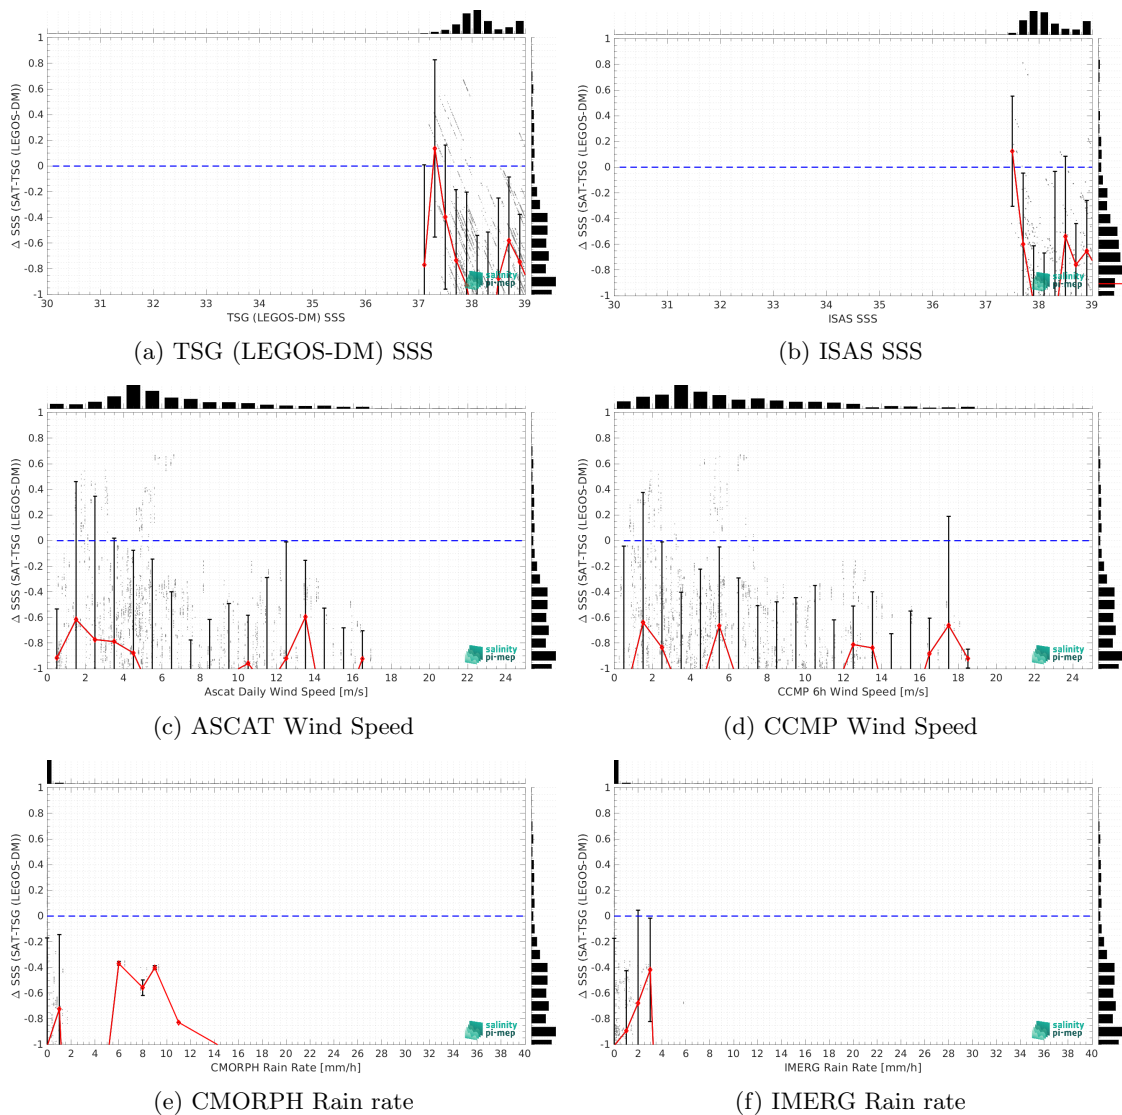 1
0.8
0.6
0.4
0.2
0
-0.2
-0.4
-0.6
-0.8
-1
Δ SSS (SAT-TSG (LEGOS-DM))
30 31 32 33 34 35 36 37 38 39
TSG (LEGOS-DM) SSS
salinity
pi-mep
(a) TSG (LEGOS-DM) SSS
1
0.8
0.6
0.4
0.2
0
-0.2
-0.4
-0.6
-0.8
-1
Δ SSS (SAT-TSG (LEGOS-DM))
30 31 32 33 34 35 36 37 38 39
ISAS SSS
salinity
pi-mep
(b) ISAS SSS
1
0.8
0.6
0.4
0.2
0
-0.2
-0.4
-0.6
-0.8
-1
Δ SSS (SAT-TSG (LEGOS-DM))
0 2 4 6 8 10 12 14 16 18 20 22 24
Ascat Daily Wind Speed [m/s]
salinity
pi-mep
(c) ASCAT Wind Speed
1
0.8
0.6
0.4
0.2
0
-0.2
-0.4
-0.6
-0.8
-1
Δ SSS (SAT-TSG (LEGOS-DM))
0 2 4 6 8 10 12 14 16 18 20 22 24
CCMP 6h Wind Speed [m/s]
salinity
pi-mep
(d) CCMP Wind Speed
1
0.8
0.6
0.4
0.2
0
-0.2
-0.4
-0.6
-0.8
-1
Δ SSS (SAT-TSG (LEGOS-DM))
0 2 4 6 8 10 12 14 16 18 20 22 24 26 28 30 32 34 36 38 40
CMORPH Rain Rate [mm/h]
salinity
pi-mep
(e) CMORPH Rain rate
1
0.8
0.6
0.4
0.2
0
-0.2
-0.4
-0.6
-0.8
-1
Δ SSS (SAT-TSG (LEGOS-DM))
0 2 4 6 8 10 12 14 16 18 20 22 24 26 28 30 32 34 36 38 40
IMERG Rain Rate [mm/h]
salinity
pi-mep
(f) IMERG Rain rate